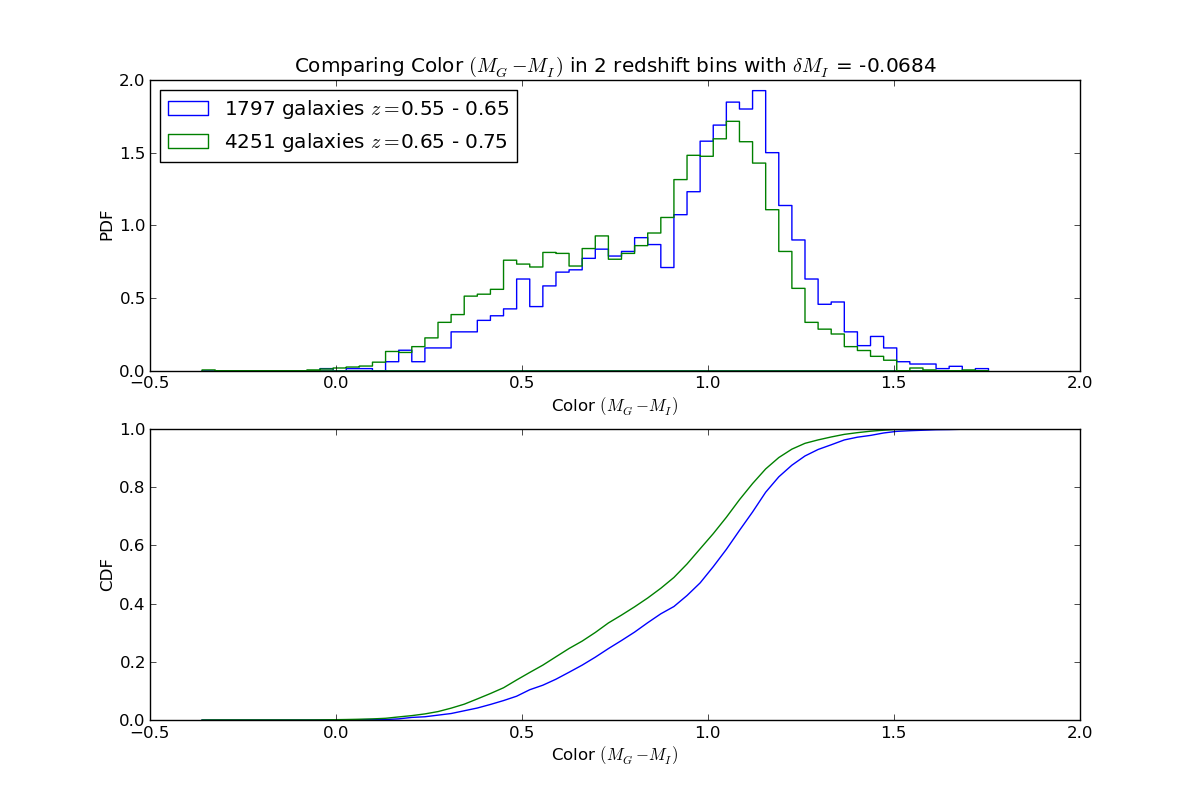 Comparing Color (M_G − M_I) in 2 redshift bins with δM_I = -0.0684
1797 galaxies z = 0.55 - 0.65
4251 galaxies z = 0.65 - 0.75
2.0
1.5
1.0
0.5
0.0
PDF
−0.5 0.0 0.5 1.0 1.5 2.0
Color (M_G − M_I)
1.0
0.8
0.6
0.4
0.2
0.0
CDF
−0.5 0.0 0.5 1.0 1.5 2.0
Color (M_G − M_I)